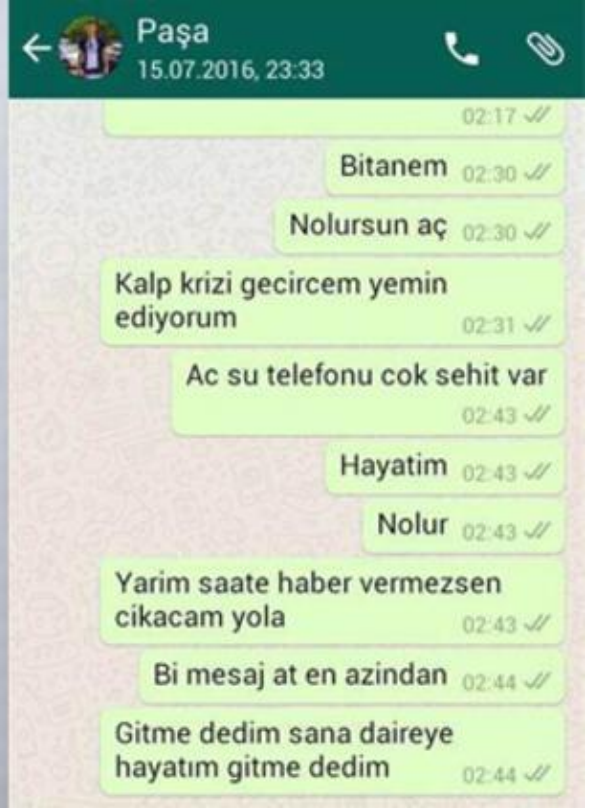 Paşa
15.07.2016, 23:33
02:17
Bitanem 02:30
Nolursun aç 02:30
Kalp krizi gecircem yemin
ediyorum 02:31
Ac su telefonu cok sehit var
02:43
Hayatim 02:43
Nolur 02:43
Yarim saate haber vermezsen
cikacam yola 02:43
Bi mesaj at en azindan 02:44
Gitme dedim sana daireye
hayatım gitme dedim 02:44